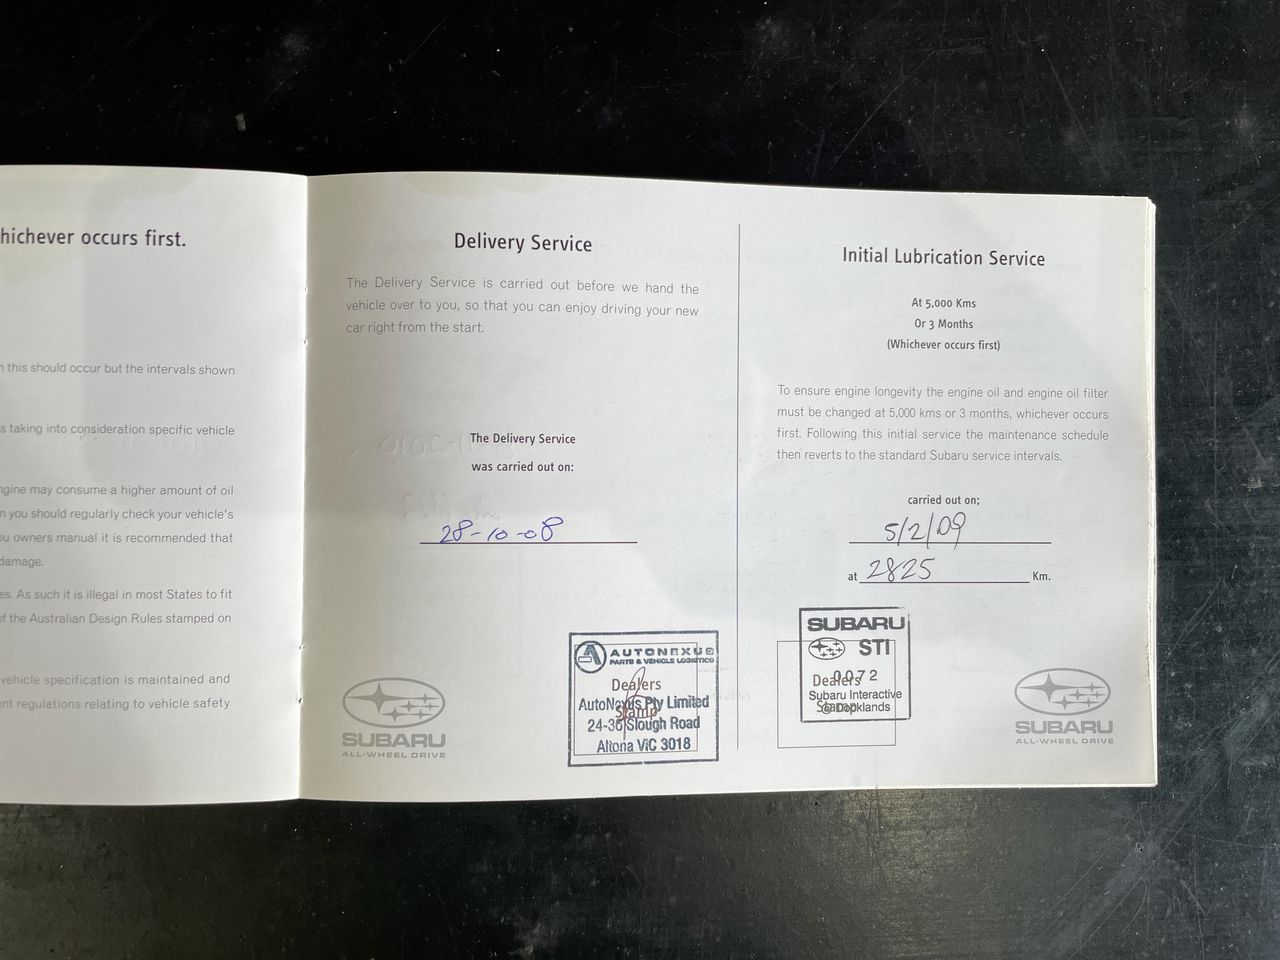 hichever occurs first.
n this should occur but the intervals shown
s taking into consideration specific vehicle
ngine may consume a higher amount of oil
n you should regularly check your vehicle's
ou owners manual it is recommended that
damage.
es. As such it is illegal in most States to fit
of the Australian Design Rules stamped on
vehicle specification is maintained and
nt regulations relating to vehicle safety
Delivery Service
The Delivery Service is carried out before we hand the
vehicle over to you, so that you can enjoy driving your new
car right from the start.
The Delivery Service
was carried out on:
28-10-08
SUBARU
ALL-WHEEL DRIVE
AUTONEXUS
PARTS & VEHICLE LOGISTICS
Dealers
Stamp
AutoNexus Pty Limited
24-36 Slough Road
Altona VIC 3018
Initial Lubrication Service
At 5,000 Kms
Or 3 Months
(Whichever occurs first)
To ensure engine longevity the engine oil and engine oil filter
must be changed at 5,000 kms or 3 months, whichever occurs
first. Following this initial service the maintenance schedule
then reverts to the standard Subaru service intervals.
carried out on;
5/2/09
at 2825 Km.
SUBARU
STI
0072
Dealers
Stamp
Subaru Interactive
@ Docklands
SUBARU
ALL-WHEEL DRIVE